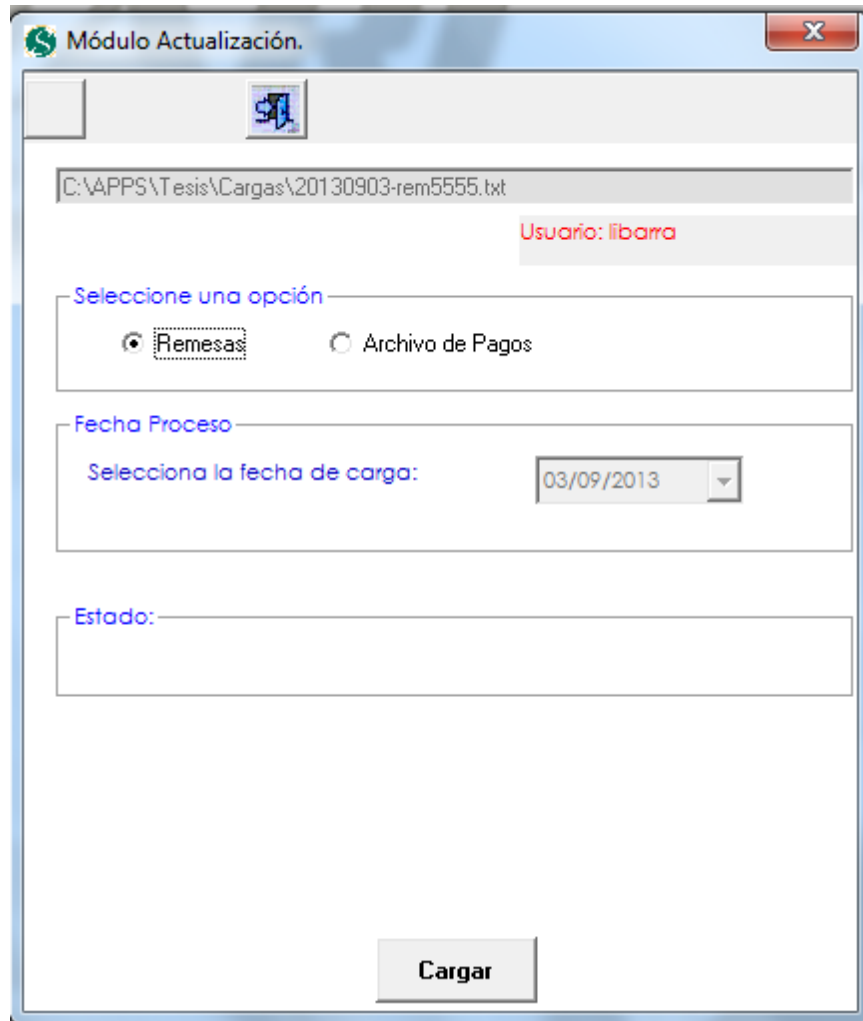 Módulo Actualización.
C:\APPS\Tesis\Cargas\20130903-rem5555.txt
Usuario: libarra
Seleccione una opción
Remesas Archivo de Pagos
Fecha Proceso
Selecciona la fecha de carga: 03/09/2013
Estado:
Cargar